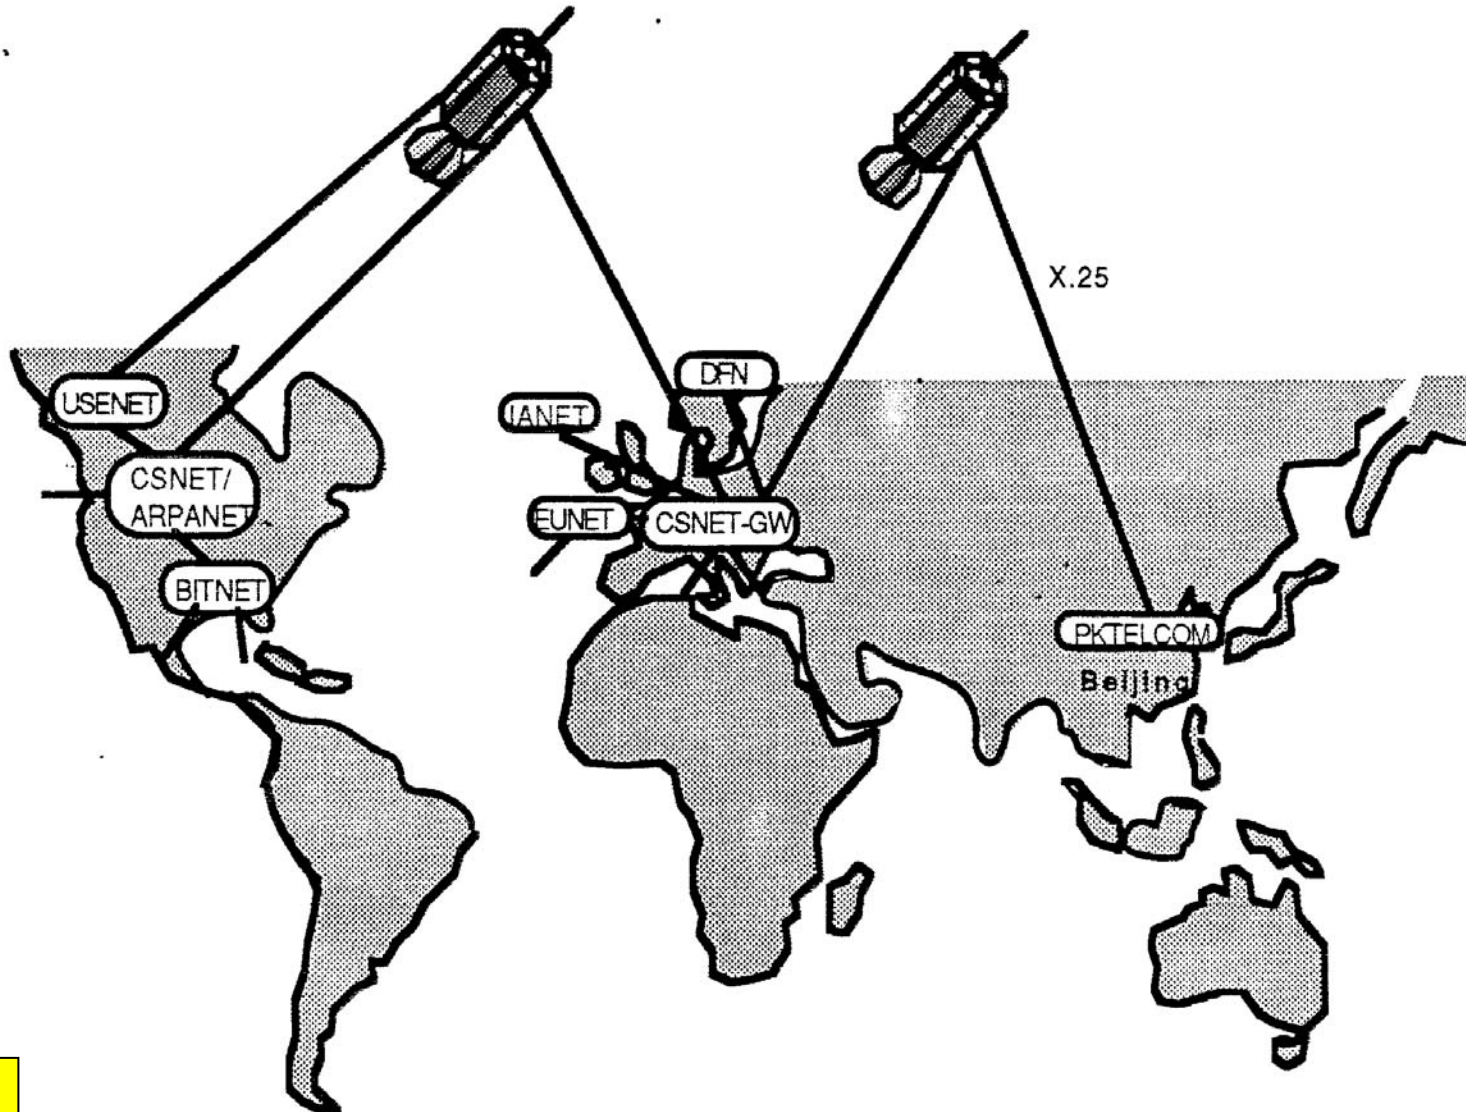 X.25
DFN
USENET
IANET
CSNET/
ARPANET
EUNET
CSNET-GW
BITNET
PKTELCOM
Beijing